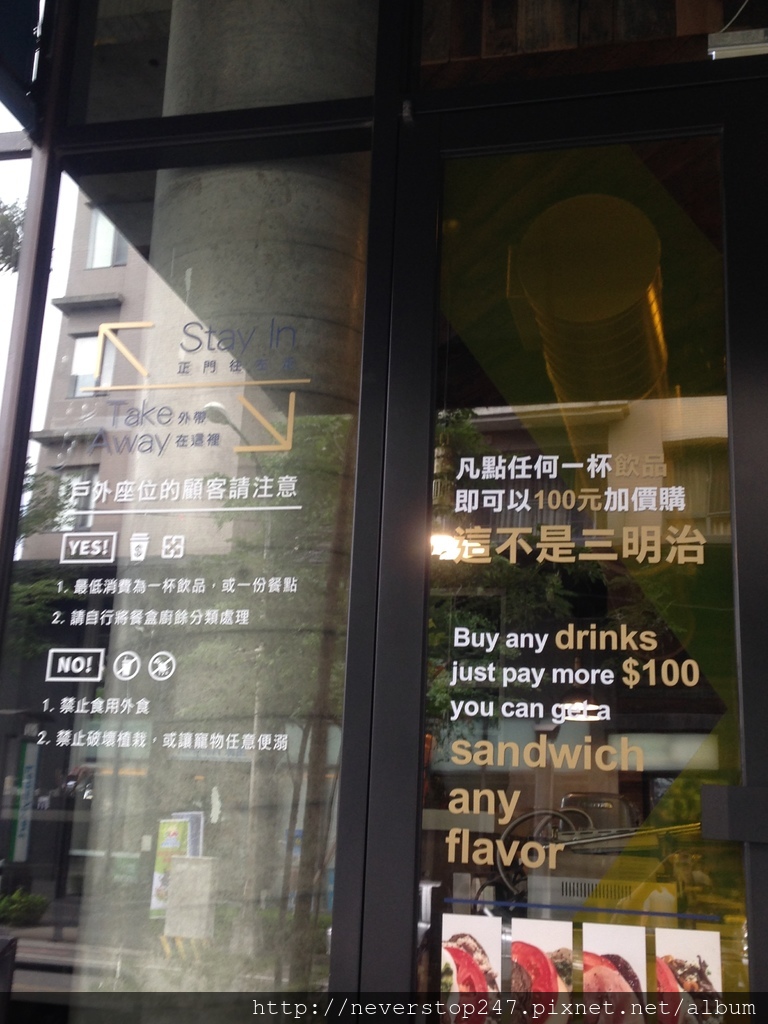 Stay In
正門往左走
Take
Away
外帶
在這裡
戶外座位的顧客請注意
YES!
1. 最低消費為一杯飲品，或一份餐點
2. 請自行將餐盒廚餘分類處理
NO!
1. 禁止食用外食
2. 禁止破壞植栽，或讓寵物任意便溺
凡點任何一杯飲品
即可以100元加價購
這不是三明治
Buy any drinks
just pay more $100
you can get a
sandwich
any
flavor
http://neverstop247.pixnet.net/album